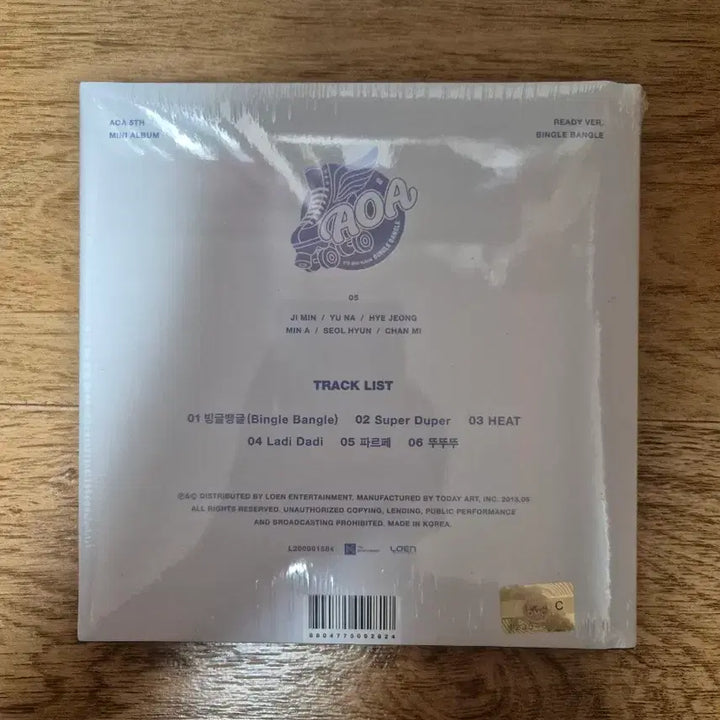 AOA 5TH
MINI ALBUM
READY VER.
BINGLE BANGLE
AOA
BINGLE BANGLE
05
JI MIN / YU NA / HYE JEONG
MIN A / SEOL HYUN / CHAN MI
TRACK LIST
01 빙글뱅글(Bingle Bangle) 02 Super Duper 03 HEAT
04 Ladi Dadi 05 파르페 06 뚜뚜뚜
Ⓟ&© DISTRIBUTED BY LOEN ENTERTAINMENT. MANUFACTURED BY TODAY ART, INC. 2018.05
ALL RIGHTS RESERVED. UNAUTHORIZED COPYING, LENDING, PUBLIC PERFORMANCE
AND BROADCASTING PROHIBITED. MADE IN KOREA.
LOEN
C